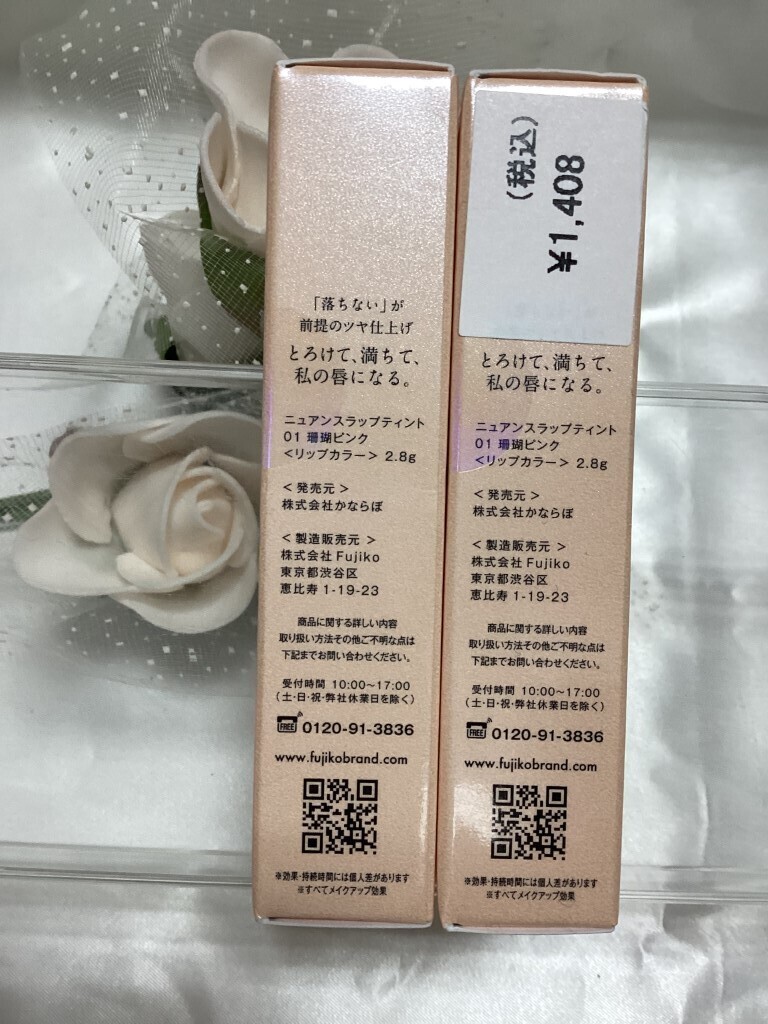 「落ちない」が
前提のツヤ仕上げ
とろけて、満ちて、
私の唇になる。
ニュアンスラップティント
01 珊瑚ピンク
<リップカラー> 2.8g
< 発売元 >
株式会社かならぼ
< 製造販売元 >
株式会社Fujiko
東京都渋谷区
恵比寿 1-19-23
商品に関する詳しい内容
取り扱い方法その他ご不明な点は
下記までお問い合わせください。
受付時間 10:00～17:00
(土・日・祝・弊社休業日を除く)
FREE 0120-91-3836
www.fujikobrand.com
※効果・持続時間には個人差があります
※すべてメイクアップ効果
(税込)
¥1,408
とろけて、満ちて、
私の唇になる。
ニュアンスラップティント
01 珊瑚ピンク
<リップカラー> 2.8g
< 発売元 >
株式会社かならぼ
< 製造販売元 >
株式会社Fujiko
東京都渋谷区
恵比寿 1-19-23
商品に関する詳しい内容
取り扱い方法その他ご不明な点は
下記までお問い合わせください。
受付時間 10:00～17:00
(土・日・祝・弊社休業日を除く)
FREE 0120-91-3836
www.fujikobrand.com
※効果・持続時間には個人差があります
※すべてメイクアップ効果